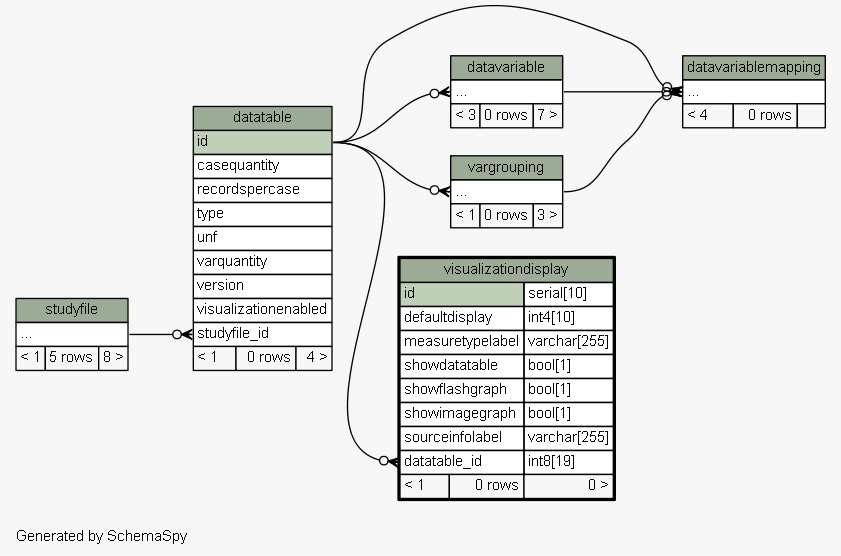 datavariable
...
< 3 0 rows 7 >
datavariablemapping
...
< 4 0 rows
datatable
id
casequantity
recordspercase
type
unf
varquantity
version
visualizationenabled
studyfile_id
< 1 0 rows 4 >
vargrouping
...
< 1 0 rows 3 >
studyfile
...
< 1 5 rows 8 >
visualizationdisplay
id serial[10]
defaultdisplay int4[10]
measuretypelabel varchar[255]
showdatatable bool[1]
showflashgraph bool[1]
showimagegraph bool[1]
sourceinfolabel varchar[255]
datatable_id int8[19]
< 1 0 rows 0 >
Generated by SchemaSpy